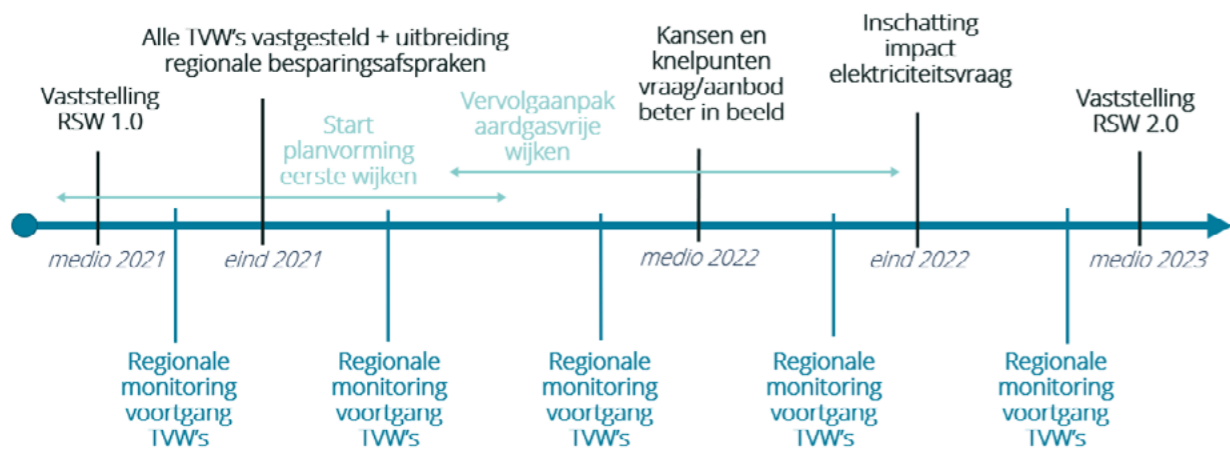 Vaststelling
RSW 1.0
Alle TVW's vastgesteld + uitbreiding
regionale besparingsafspraken
Start
planvorming
eerste wijken
Vervolgaanpak
aardgasvrije
wijken
Kansen en
knelpunten
vraag/aanbod
beter in beeld
Inschatting
impact
elektriciteitsvraag
Vaststelling
RSW 2.0
medio 2021
eind 2021
medio 2022
eind 2022
medio 2023
Regionale
monitoring
voortgang
TVW's
Regionale
monitoring
voortgang
TVW's
Regionale
monitoring
voortgang
TVW's
Regionale
monitoring
voortgang
TVW's
Regionale
monitoring
voortgang
TVW's